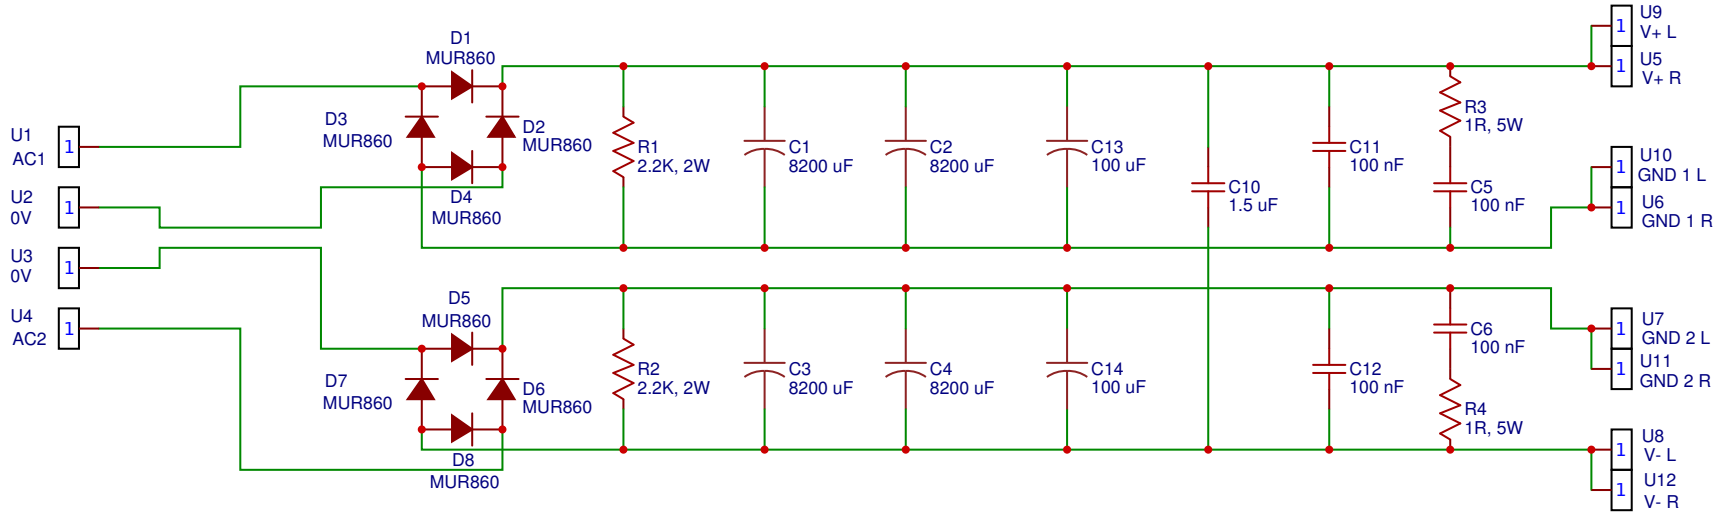 U1
AC1
1
U2
0V
1
U3
0V
1
U4
AC2
1
D1
MUR860
D3
MUR860
D2
MUR860
D4
MUR860
D5
MUR860
D7
MUR860
D6
MUR860
D8
MUR860
R1
2.2K, 2W
C1
8200 uF
C2
8200 uF
C13
100 uF
C10
1.5 uF
C11
100 nF
R3
1R, 5W
C5
100 nF
R2
2.2K, 2W
C3
8200 uF
C4
8200 uF
C14
100 uF
C12
100 nF
C6
100 nF
R4
1R, 5W
1
U9
V+ L
1
U5
V+ R
1
U10
GND 1 L
1
U6
GND 1 R
1
U7
GND 2 L
1
U11
GND 2 R
1
U8
V- L
1
U12
V- R